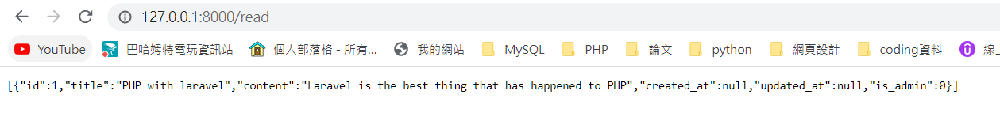 127.0.0.1:8000/read
YouTube 巴哈姆特電玩資訊站 個人部落格 - 所有... 我的網站 MySQL PHP 論文 python 網頁設計 coding資料 線上
[{"id":1,"title":"PHP with laravel","content":"Laravel is the best thing that has happened to PHP","created_at":null,"updated_at":null,"is_admin":0}]